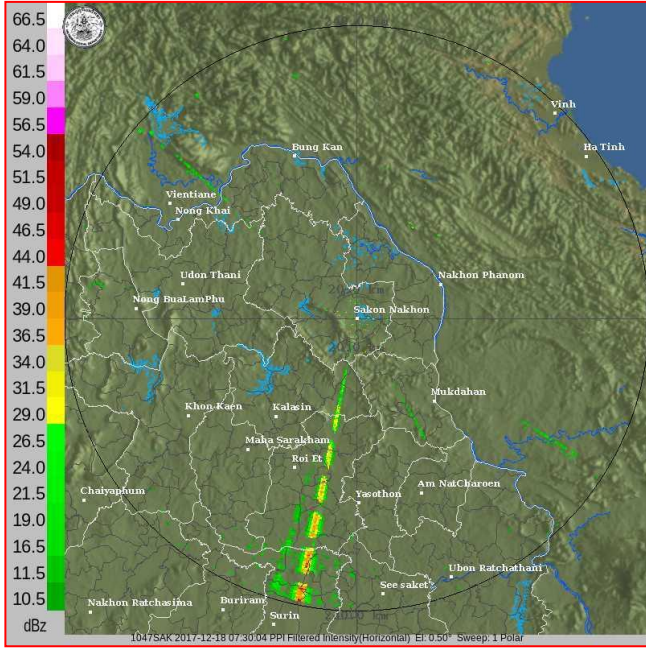 66.5
64.0
61.5
59.0
56.5
54.0
51.5
49.0
46.5
44.0
41.5
39.0
36.5
34.0
31.5
29.0
26.5
24.0
21.5
19.0
16.5
11.5
10.5
dBz
Vinh
Ha Tinh
Bung Kan
Vientiane
Nong Khai
Udon Thani
Nakhon Phanom
Nong BuaLamPhu
Sakon Nakhon
Mukdahan
Khon Kaen
Kalasin
Maha Sarakham
Roi Et
Am NatCharoen
Chaiyaphum
Yasothon
Ubon Ratchathani
See saket
Nakhon Ratchasima
Buriram
Surin
1047SAK 2017-12-18 07:30:04 PPI Filtered Intensity(Horizontal) El: 0.50° Sweep: 1 Polar